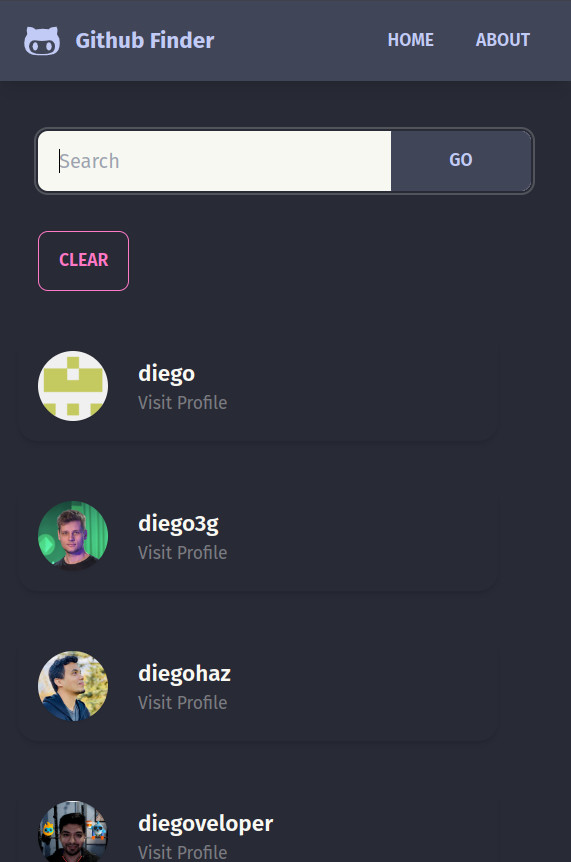 Github Finder
HOME
ABOUT
Search
GO
CLEAR
diego
Visit Profile
diego3g
Visit Profile
diegohaz
Visit Profile
diegoveloper
Visit Profile